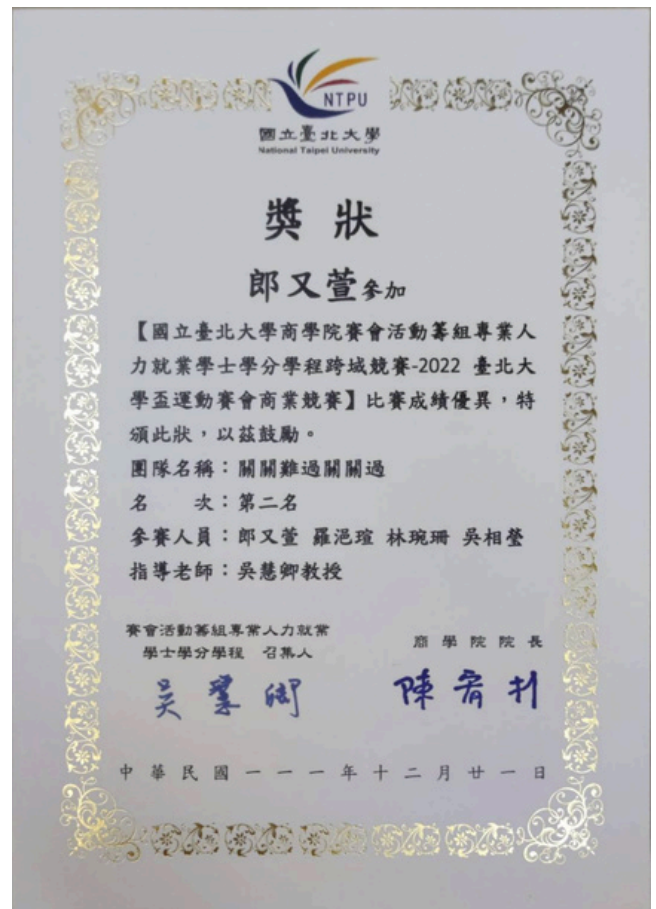 NTPU
國立臺北大學
National Taipei University
獎狀
郎又萱參加
【國立臺北大學商學院賽會活動籌組專業人
力就業學士學分學程跨域競賽-2022 臺北大
學盃運動賽會商業競賽】比賽成績優異,特
頒此狀,以茲鼓勵。
團隊名稱:關關難過關關過
名 次:第二名
參賽人員:郎又萱 羅浥瑄 林琬珊 吳相瑩
指導老師:吳慧卿教授
賽會活動籌組專業人力就業
學士學分學程 召集人
商學院院長
吳慧卿
陳宥杉
中華民國一一一年十二月廿一日